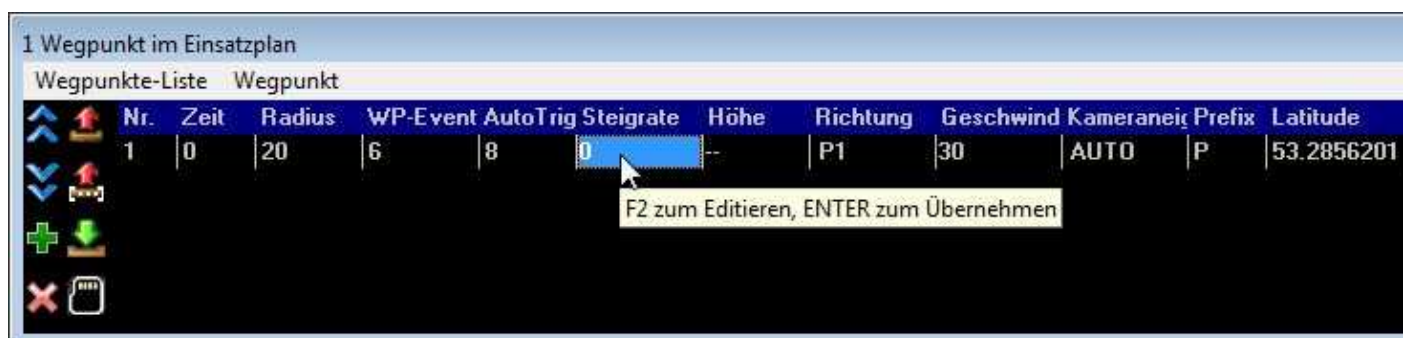 1 Wegpunkt im Einsatzplan
Wegpunkte-Liste Wegpunkt
Nr. Zeit Radius WP-Event AutoTrig Steigrate Höhe Richtung Geschwind Kameraneig Prefix Latitude
1 0 20 6 8 0 -- P1 30 AUTO P 53.2856201
F2 zum Editieren, ENTER zum Übernehmen